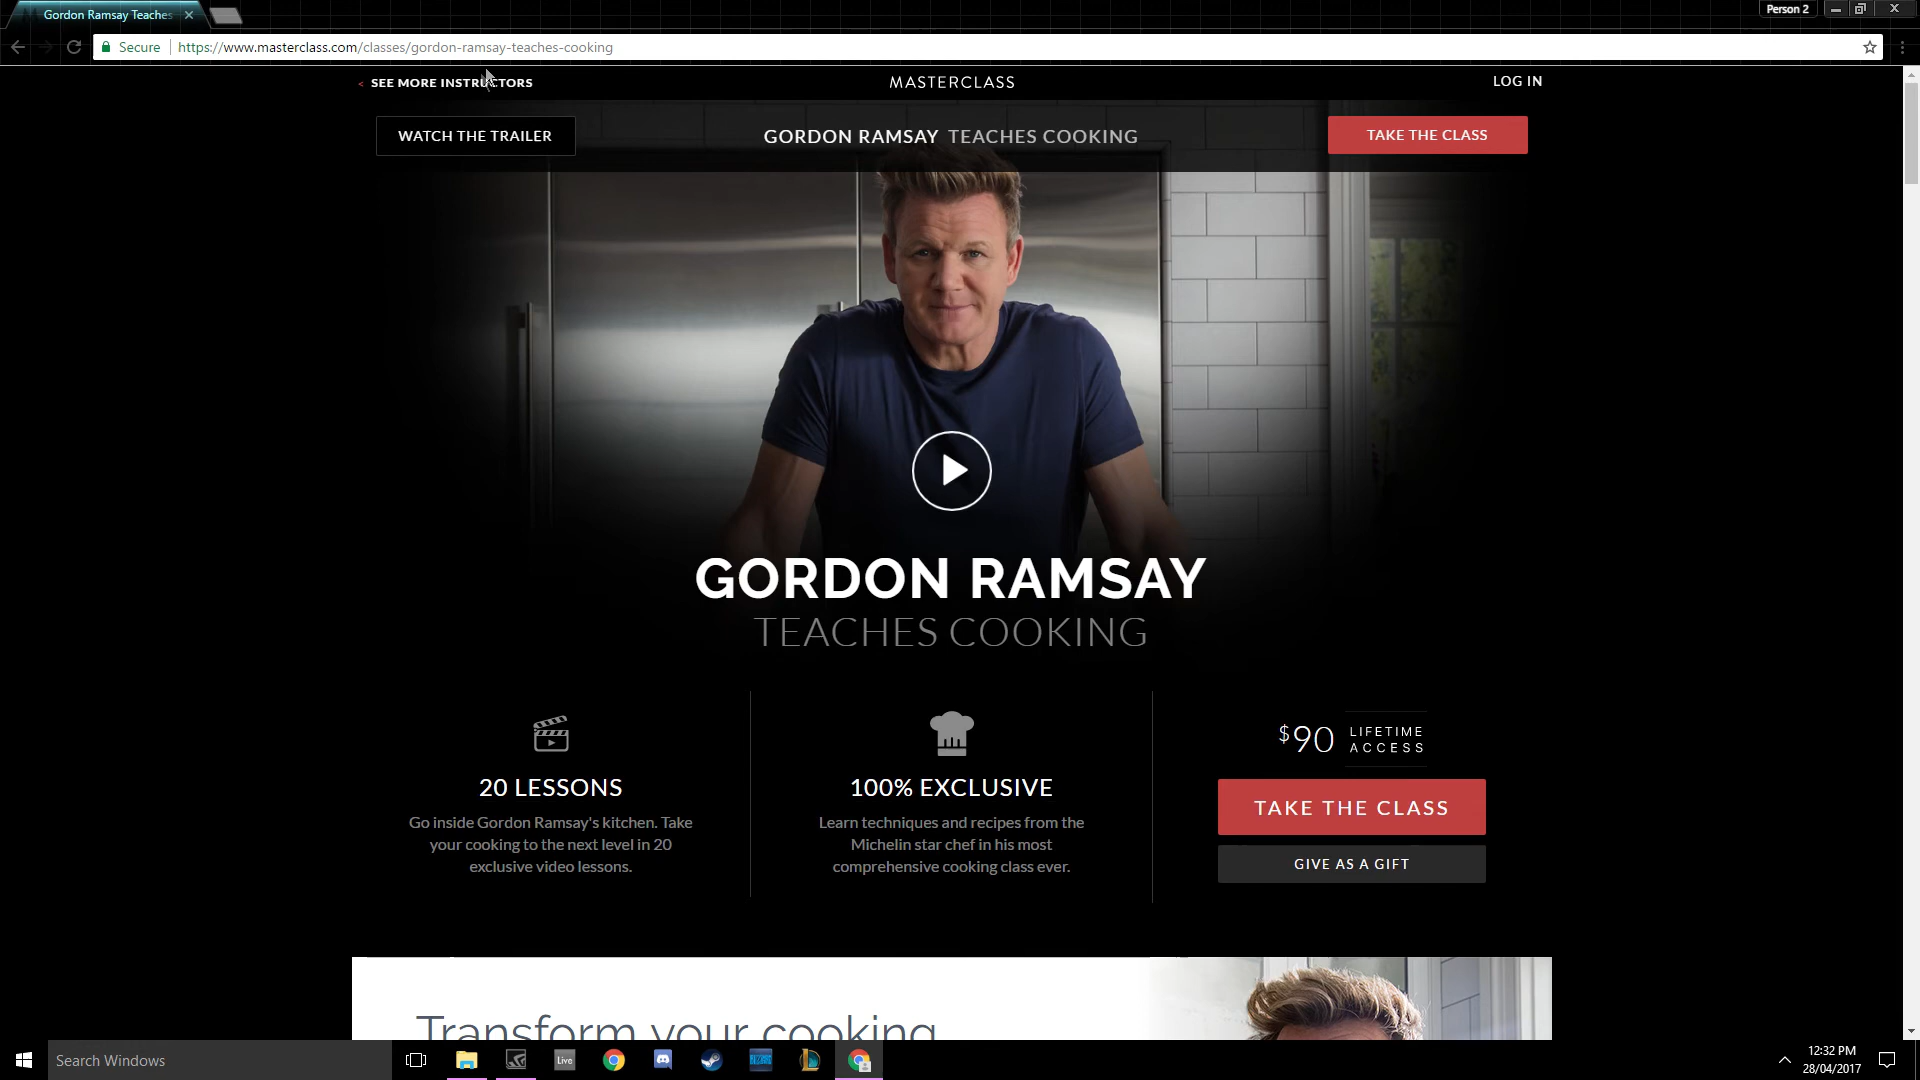 Gordon Ramsay Teaches
Person 2
Secure
https://www.masterclass.com/classes/gordon-ramsay-teaches-cooking
< SEE MORE INSTRUCTORS
MASTERCLASS
LOG IN
WATCH THE TRAILER
GORDON RAMSAY TEACHES COOKING
TAKE THE CLASS
GORDON RAMSAY
TEACHES COOKING
20 LESSONS
Go inside Gordon Ramsay's kitchen. Take
your cooking to the next level in 20
exclusive video lessons.
100% EXCLUSIVE
Learn techniques and recipes from the
Michelin star chef in his most
comprehensive cooking class ever.
$90 LIFETIME
ACCESS
TAKE THE CLASS
GIVE AS A GIFT
Transform your cooking
Search Windows
Live
12:32 PM
28/04/2017